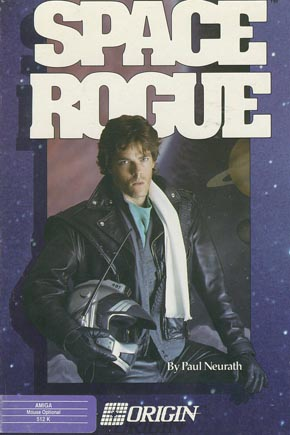 SPACE
ROGUE
By Paul Neurath
AMIGA
Mouse Optional
512 K
ORIGIN